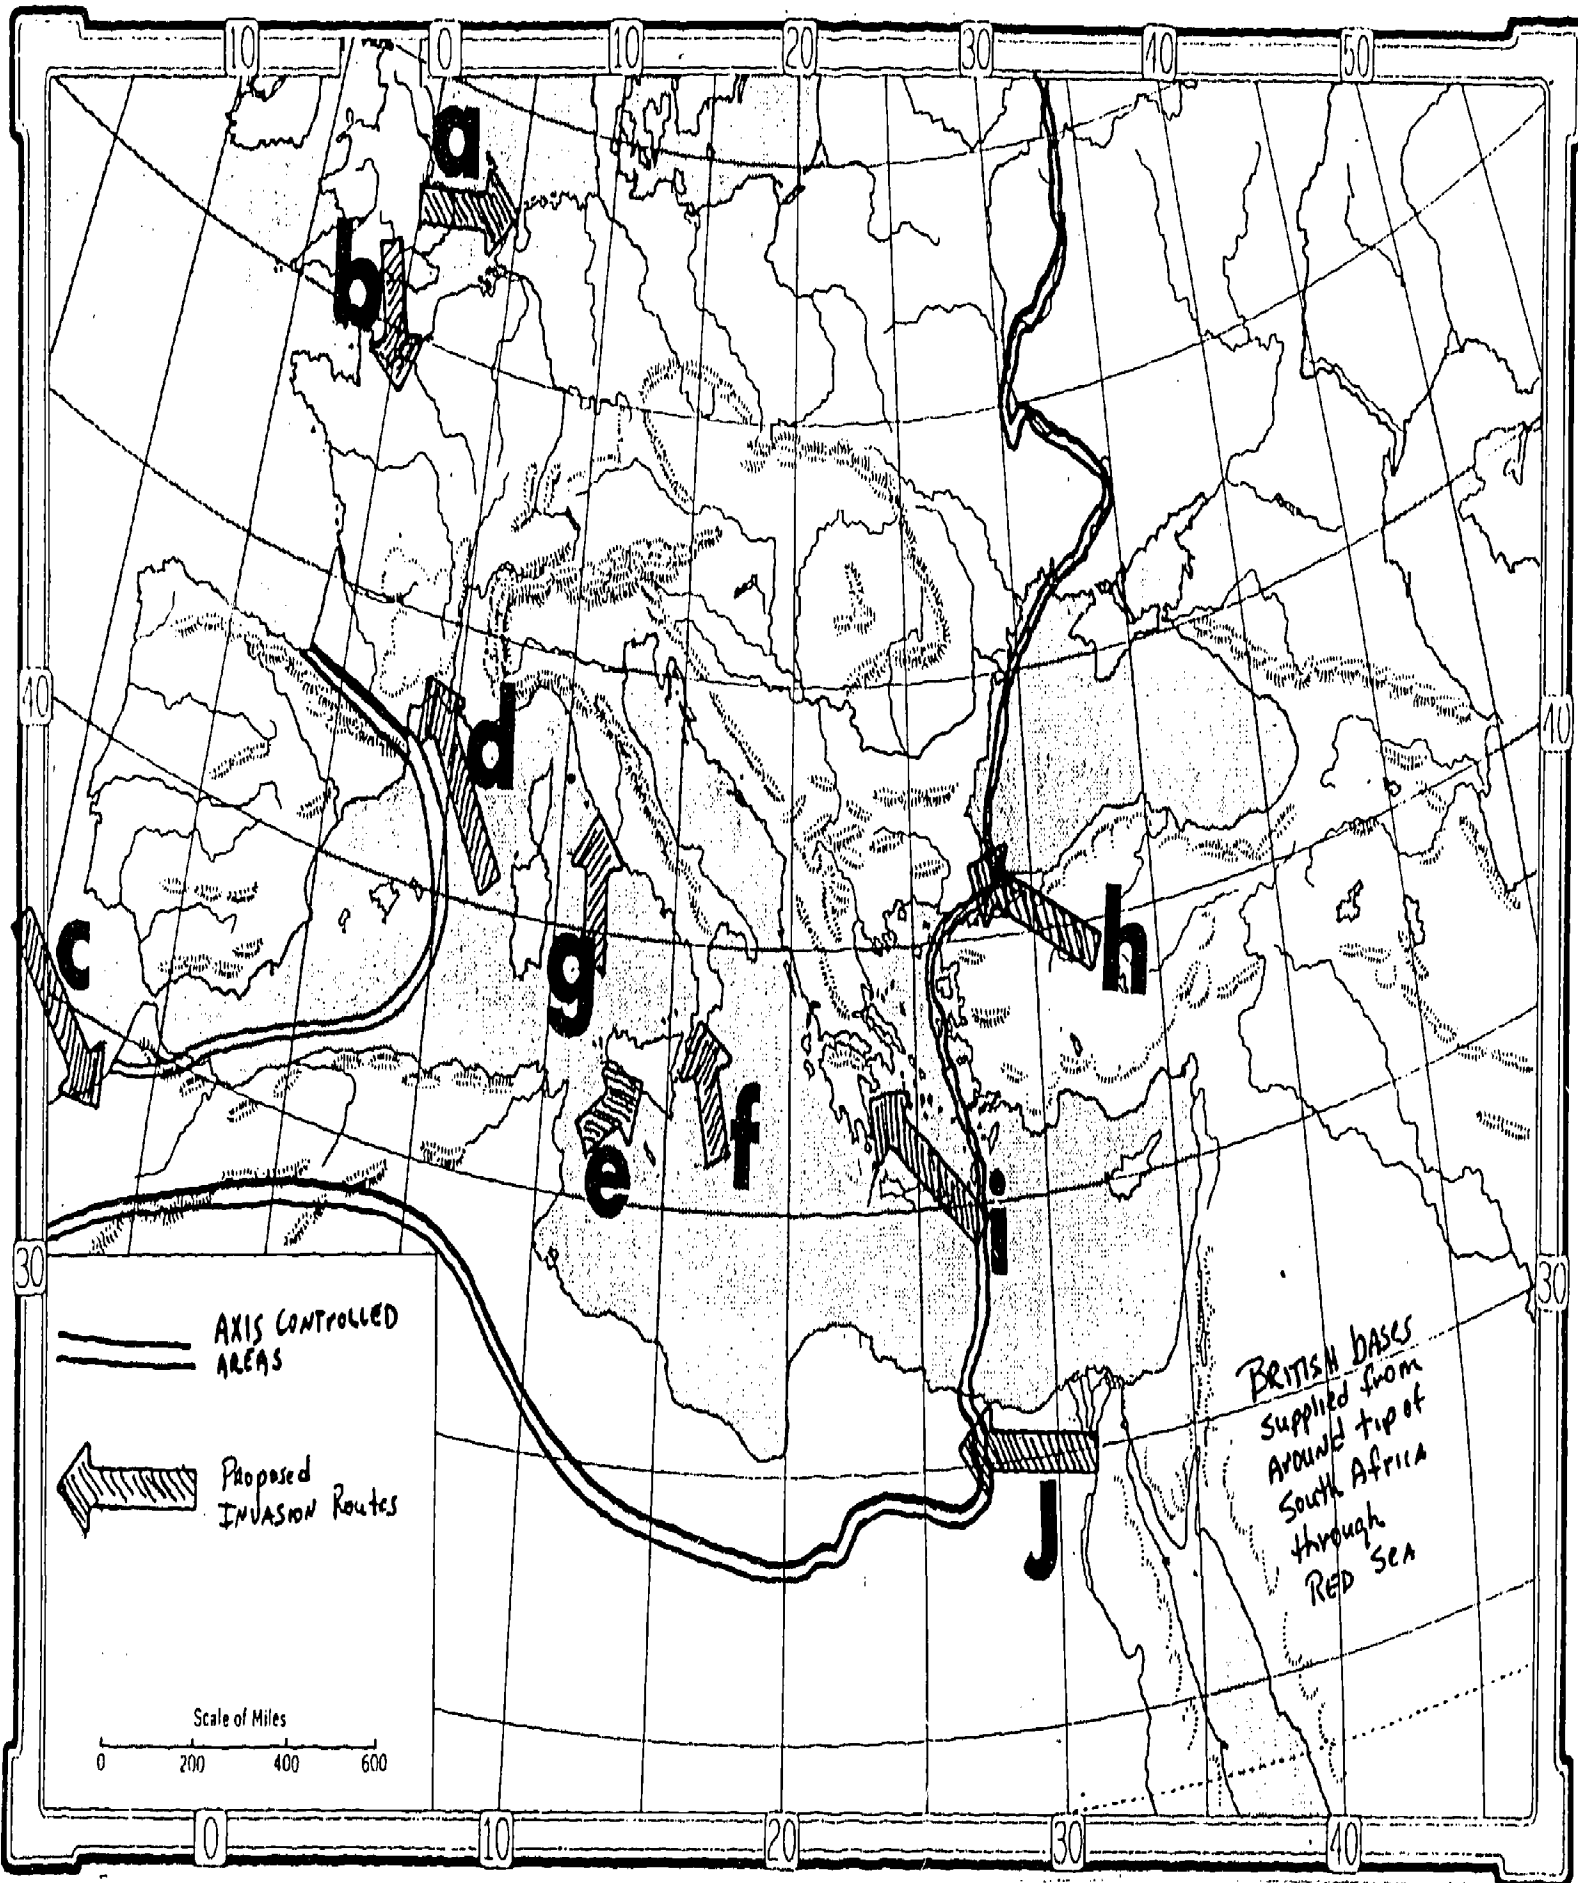 10
0
10
20
30
40
50
a
b
40
40
d
c
h
g
f
e
i
30
30
AXIS CONTROLLED
AREAS
Proposed
INVASION Routes
BRITISH bASES
supplied from
Around tip of
South AfricA
through
RED SeA
j
Scale of Miles
0 200 400 600
0
10
20
30
40